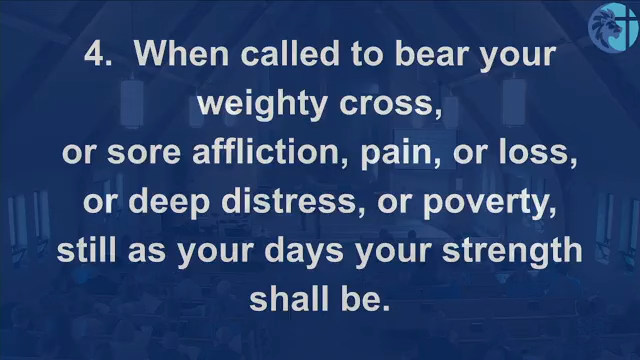 4. When called to bear your
weighty cross,
or sore affliction, pain, or loss,
or deep distress, or poverty,
still as your days your strength
shall be.